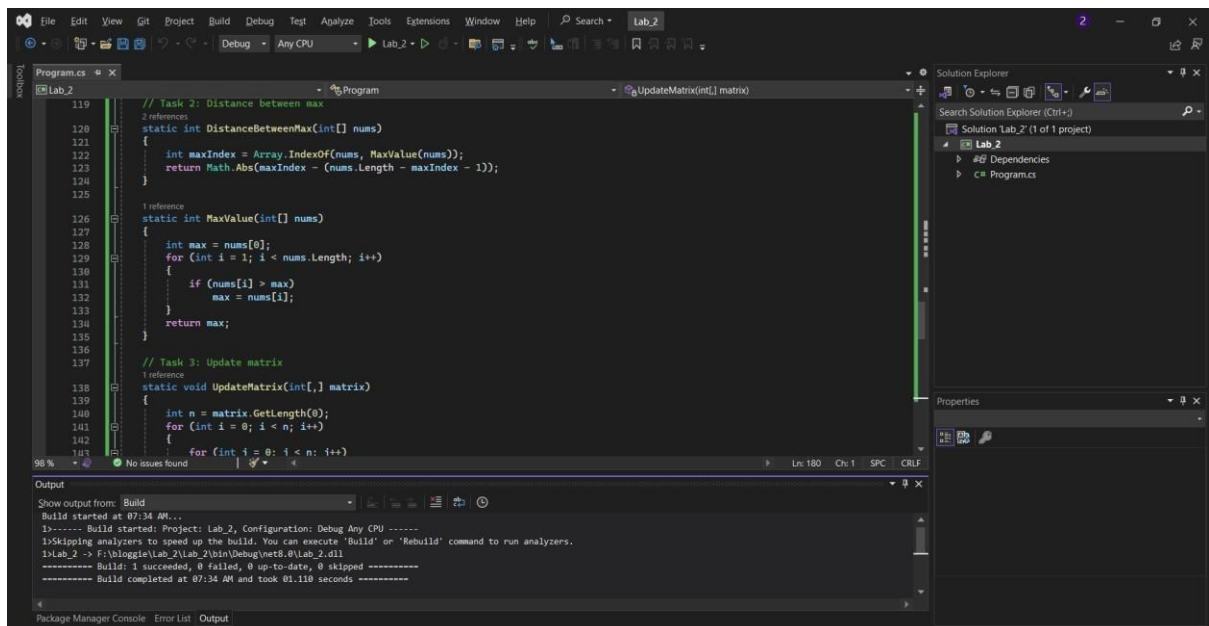 File Edit View Git Project Build Debug Test Analyze Tools Extensions Window Help Search Lab_2 2
Debug Any CPU Lab_2
Toolbox
Program.cs
Lab_2 Program UpdateMatrix(int[,] matrix)
119 // Task 2: Distance between max
2 references
120 static int DistanceBetweenMax(int[] nums)
121 {
122 int maxIndex = Array.IndexOf(nums, MaxValue(nums));
123 return Math.Abs(maxIndex - (nums.Length - maxIndex - 1));
124 }
125
1 reference
126 static int MaxValue(int[] nums)
127 {
128 int max = nums[0];
129 for (int i = 1; i < nums.Length; i++)
130 {
131 if (nums[i] > max)
132 max = nums[i];
133 }
134 return max;
135 }
136
137 // Task 3: Update matrix
1 reference
138 static void UpdateMatrix(int[,] matrix)
139 {
140 int n = matrix.GetLength(0);
141 for (int i = 0; i < n; i++)
142 {
143 for (int j = 0; j < n; j++)
98 % No issues found Ln: 180 Ch: 1 SPC CRLF
Output
Show output from: Build
Build started at 07:34 AM...
1>------ Build started: Project: Lab_2, Configuration: Debug Any CPU ------
1>Skipping analyzers to speed up the build. You can execute 'Build' or 'Rebuild' command to run analyzers.
1>Lab_2 -> F:\bloggie\Lab_2\Lab_2\bin\Debug\net8.0\Lab_2.dll
========== Build: 1 succeeded, 0 failed, 0 up-to-date, 0 skipped ==========
========== Build completed at 07:34 AM and took 01.110 seconds ==========
Package Manager Console Error List Output
Solution Explorer
Search Solution Explorer (Ctrl+;)
Solution 'Lab_2' (1 of 1 project)
C# Lab_2
Dependencies
C# Program.cs
Properties